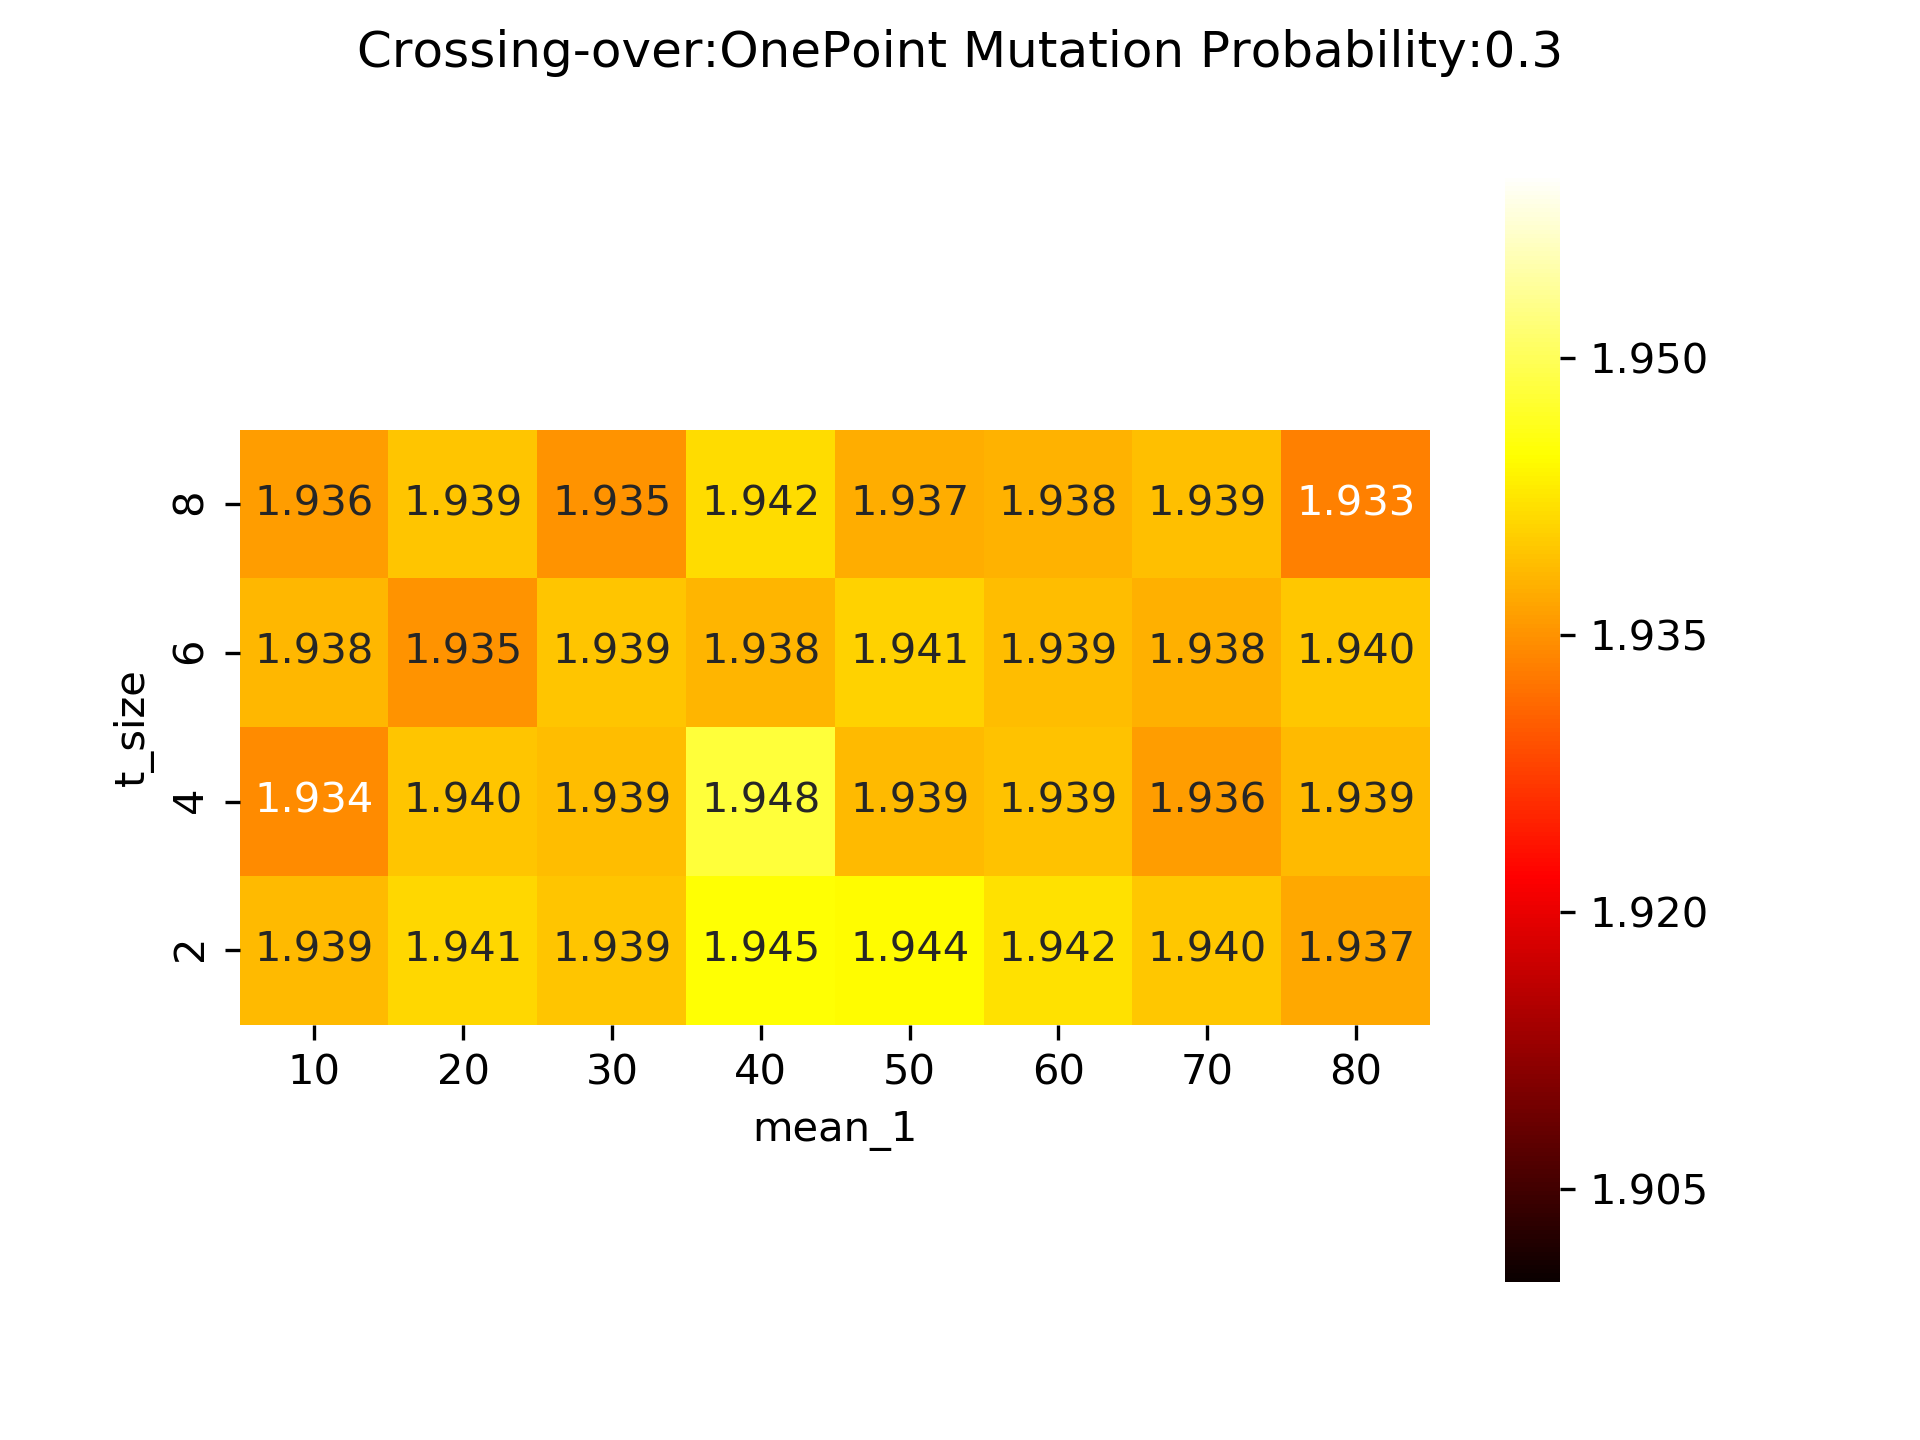 Crossing-over:OnePoint Mutation Probability:0.3
t_size
8 1.936 1.939 1.935 1.942 1.937 1.938 1.939 1.933
6 1.938 1.935 1.939 1.938 1.941 1.939 1.938 1.940
4 1.934 1.940 1.939 1.948 1.939 1.939 1.936 1.939
2 1.939 1.941 1.939 1.945 1.944 1.942 1.940 1.937
10 20 30 40 50 60 70 80
mean_1
1.950
1.935
1.920
1.905